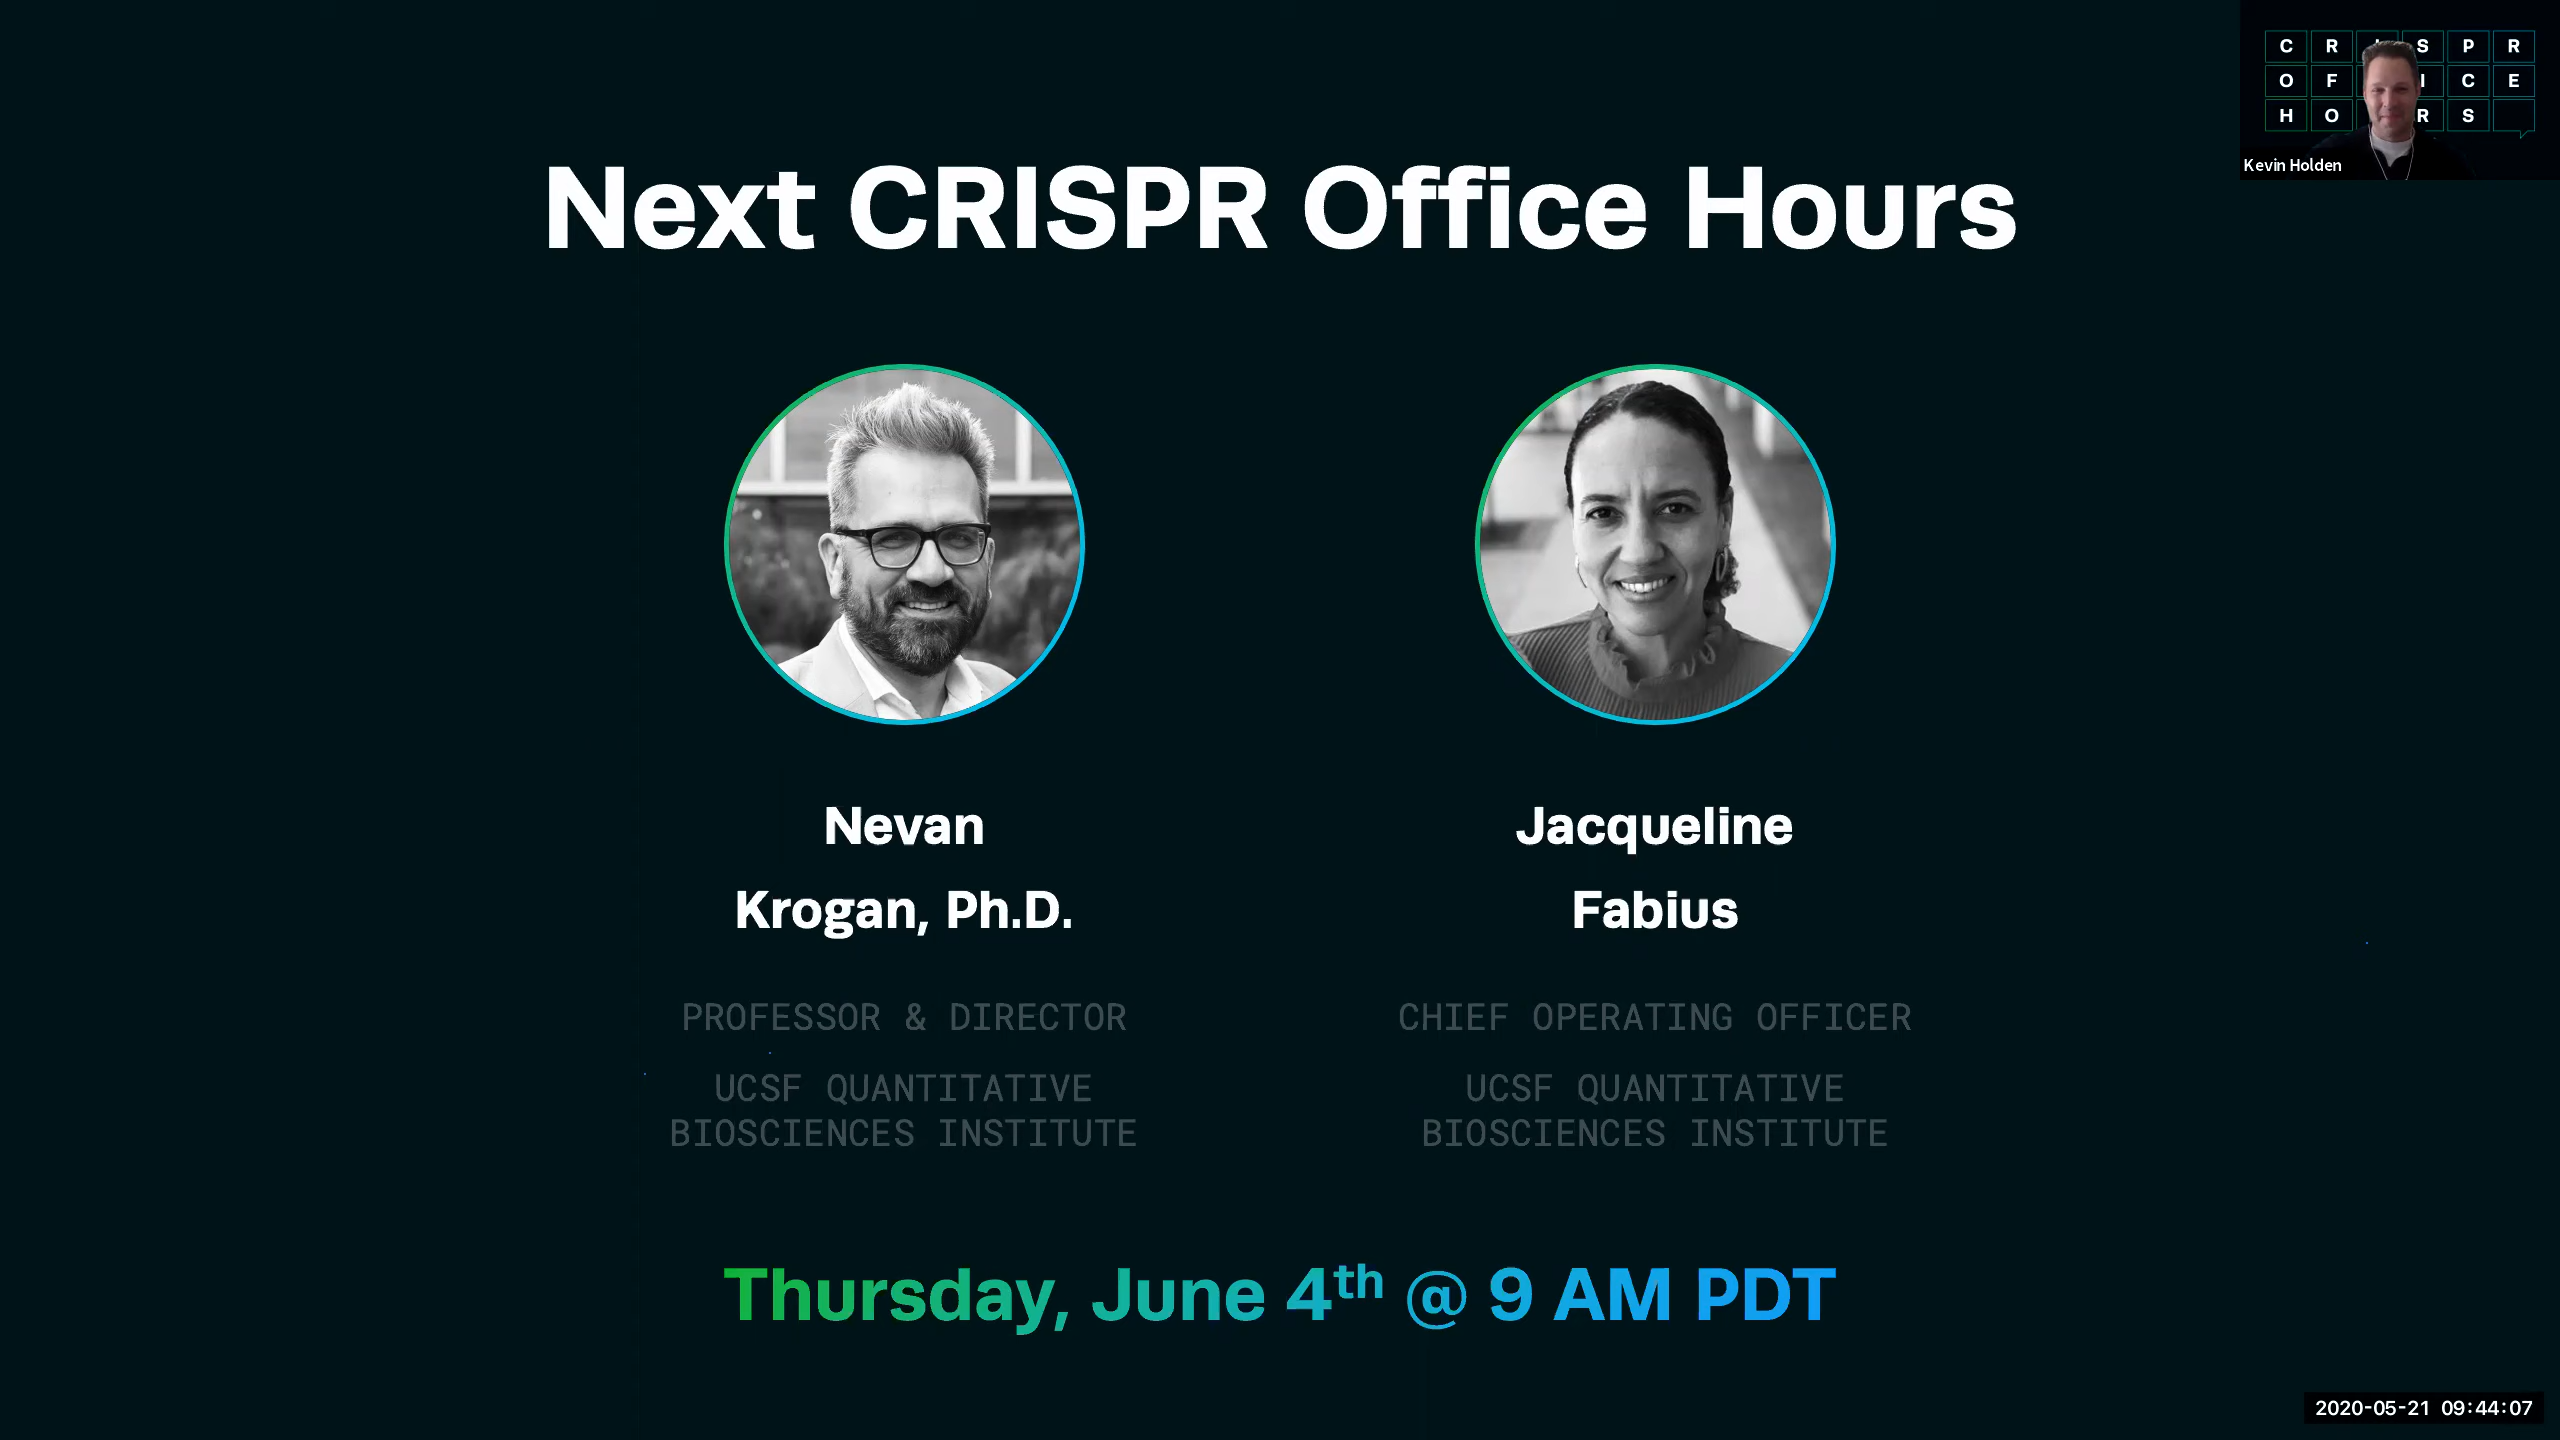 Next CRISPR Office Hours
C R S P R
O F I C E
H O R S
Kevin Holden
Nevan
Krogan, Ph.D.
PROFESSOR & DIRECTOR
UCSF QUANTITATIVE
BIOSCIENCES INSTITUTE
Jacqueline
Fabius
CHIEF OPERATING OFFICER
UCSF QUANTITATIVE
BIOSCIENCES INSTITUTE
Thursday, June 4th @ 9 AM PDT
2020-05-21 09:44:07